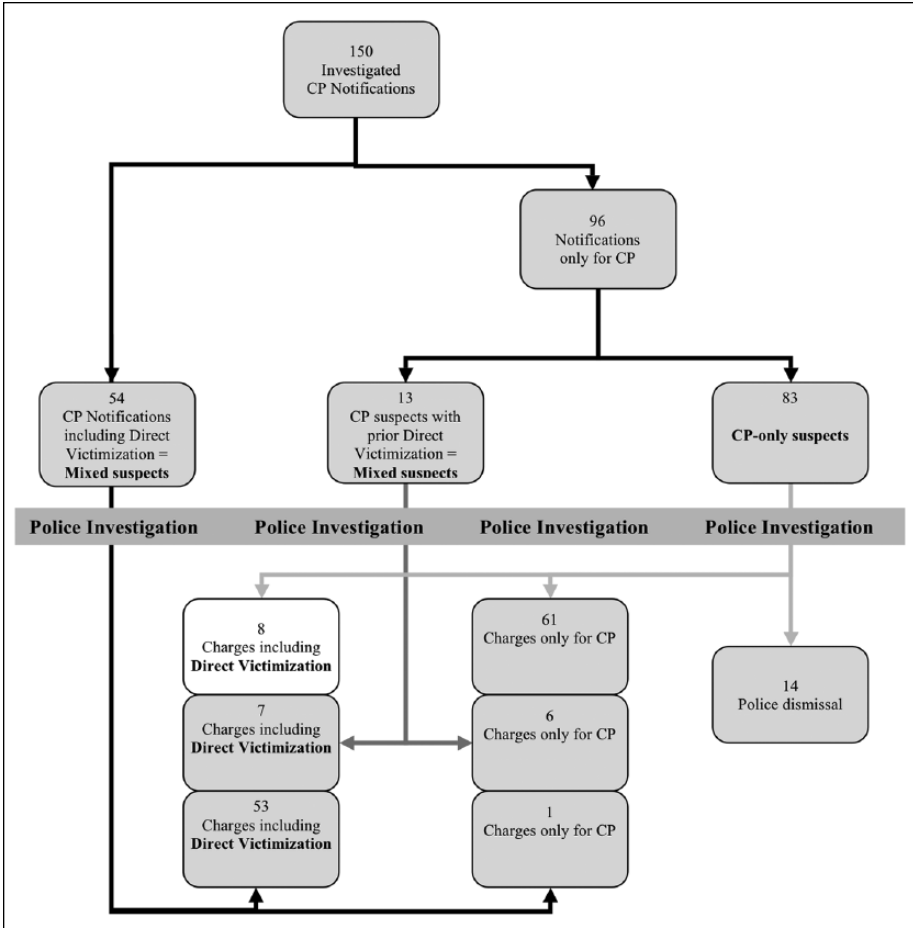 150
Investigated
CP Notifications
96
Notifications
only for CP
54
CP Notifications
including Direct
Victimization =
Mixed suspects
13
CP suspects with
prior Direct
Victimization =
Mixed suspects
83
CP-only suspects
Police Investigation Police Investigation Police Investigation Police Investigation
8
Charges including
Direct Victimization
61
Charges only for CP
14
Police dismissal
7
Charges including
Direct Victimization
6
Charges only for CP
53
Charges including
Direct Victimization
1
Charges only for CP